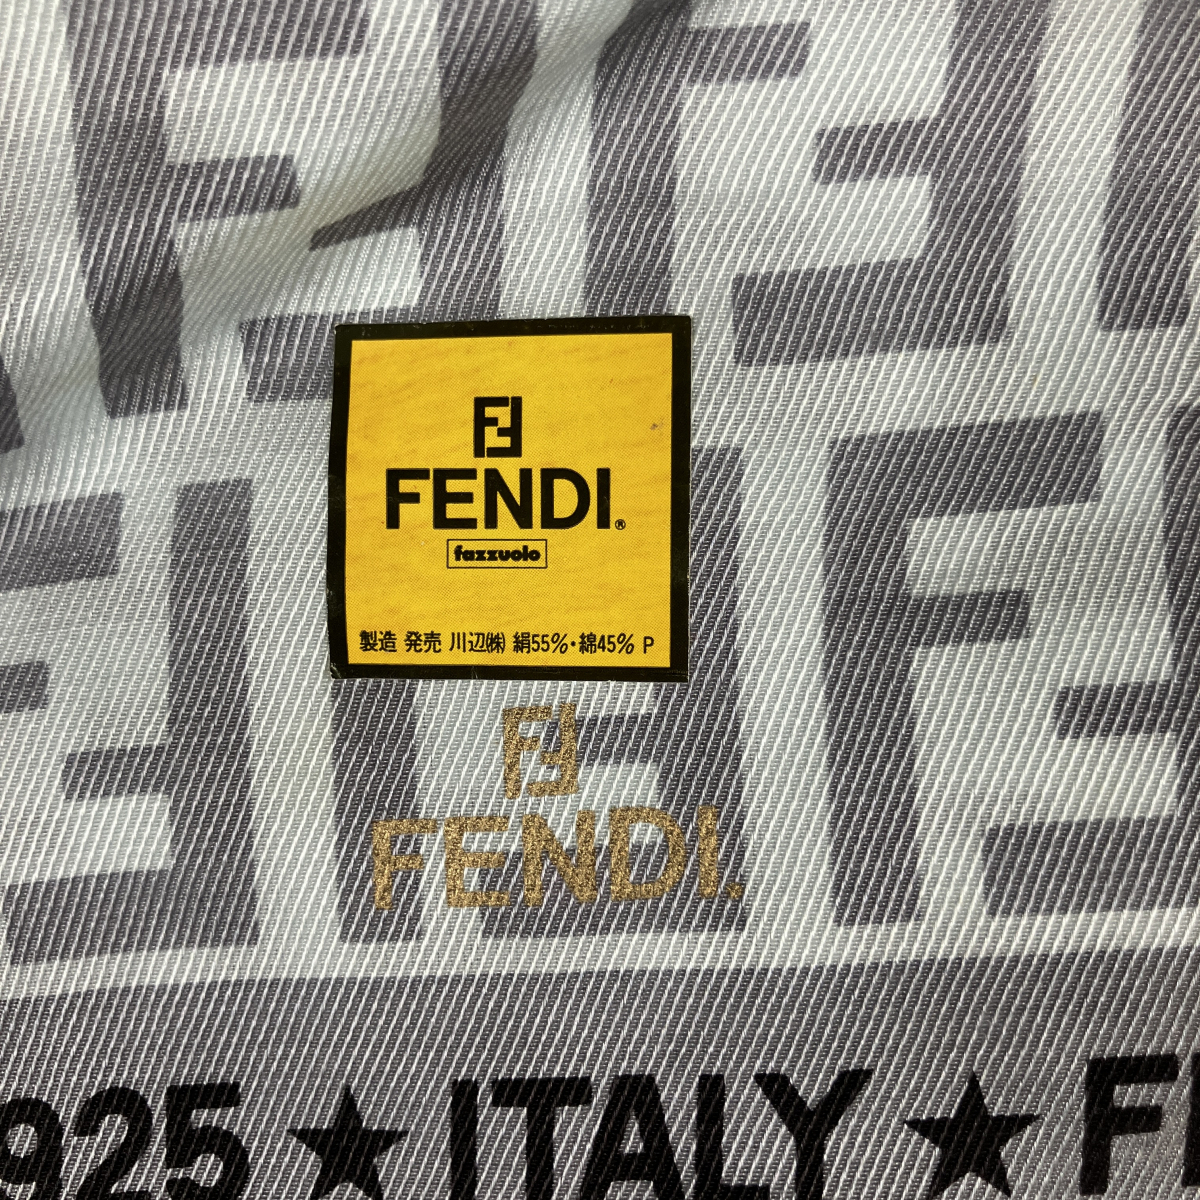 FENDI®
fazzuolo
製造 発売 川辺㈱ 絹55%・綿45% P
FENDI.
925 ★ ITALY ★ F